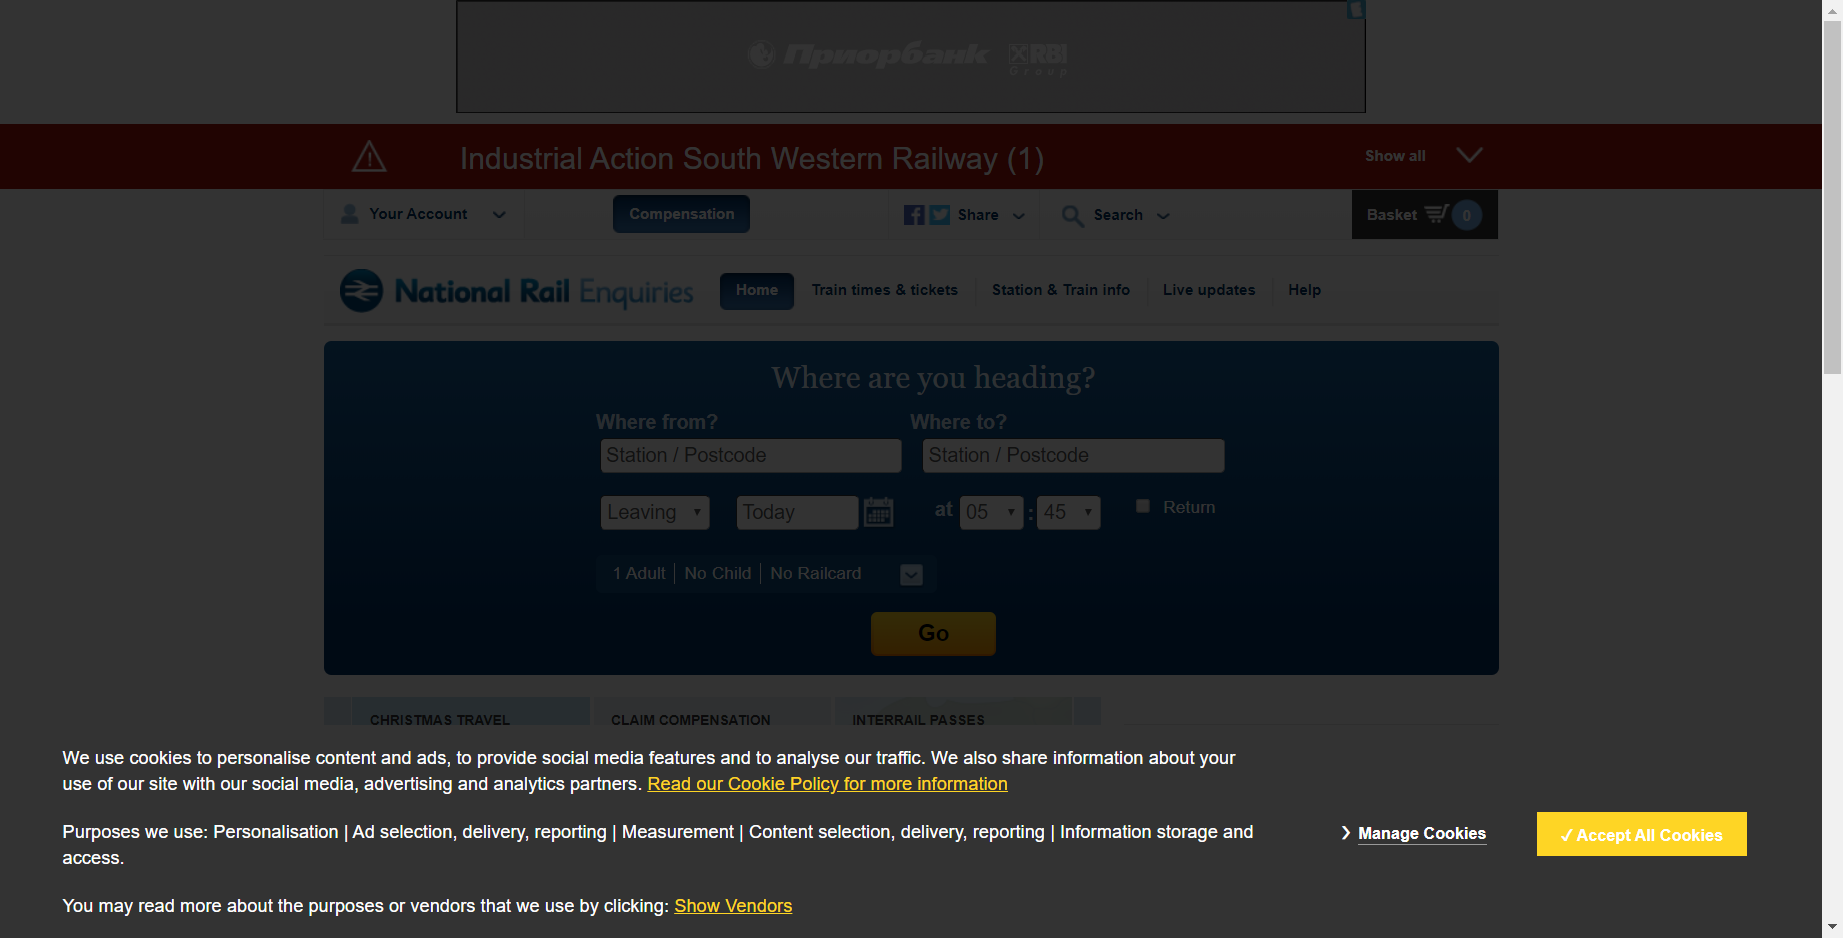 Приорбанк RBI
Group
Industrial Action South Western Railway (1)
Show all
Your Account
Compensation
Share
Search
Basket 0
National Rail Enquiries
Home
Train times & tickets
Station & Train info
Live updates
Help
Where are you heading?
Where from?
Where to?
Station / Postcode
Station / Postcode
Leaving
Today
at 05 : 45
Return
1 Adult | No Child | No Railcard
Go
CHRISTMAS TRAVEL
CLAIM COMPENSATION
INTERRAIL PASSES
We use cookies to personalise content and ads, to provide social media features and to analyse our traffic. We also share information about your
use of our site with our social media, advertising and analytics partners. Read our Cookie Policy for more information
Purposes we use: Personalisation | Ad selection, delivery, reporting | Measurement | Content selection, delivery, reporting | Information storage and
access.
Manage Cookies
✓ Accept All Cookies
You may read more about the purposes or vendors that we use by clicking: Show Vendors